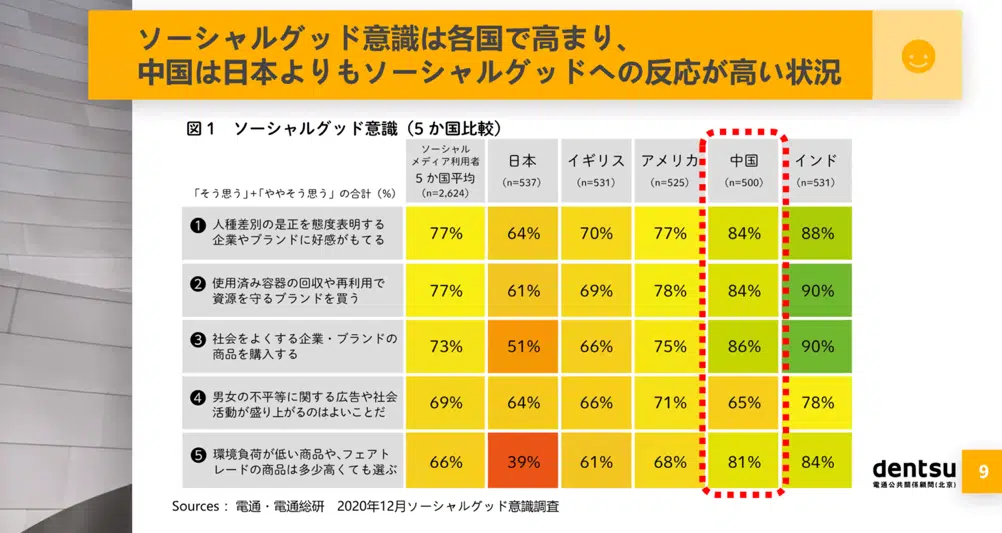 ソーシャルグッド意識は各国で高まり、
中国は日本よりもソーシャルグッドへの反応が高い状況
図1 ソーシャルグッド意識（5か国比較）
「そう思う」+「ややそう思う」の合計（%）
ソーシャル
メディア利用者
5か国平均
(n=2,624)
日本
(n=537)
イギリス
(n=531)
アメリカ
(n=525)
中国
(n=500)
インド
(n=531)
❶ 人種差別の是正を態度表明する
企業やブランドに好感がもてる
77% 64% 70% 77% 84% 88%
❷ 使用済み容器の回収や再利用で
資源を守るブランドを買う
77% 61% 69% 78% 84% 90%
❸ 社会をよくする企業・ブランドの
商品を購入する
73% 51% 66% 75% 86% 90%
❹ 男女の不平等に関する広告や社会
活動が盛り上がるのはよいことだ
69% 64% 66% 71% 65% 78%
❺ 環境負荷が低い商品や、フェアト
レードの商品は多少高くても選ぶ
66% 39% 61% 68% 81% 84%
dentsu
電通公共関係顧問(北京)
9
Sources： 電通・電通総研 2020年12月ソーシャルグッド意識調査